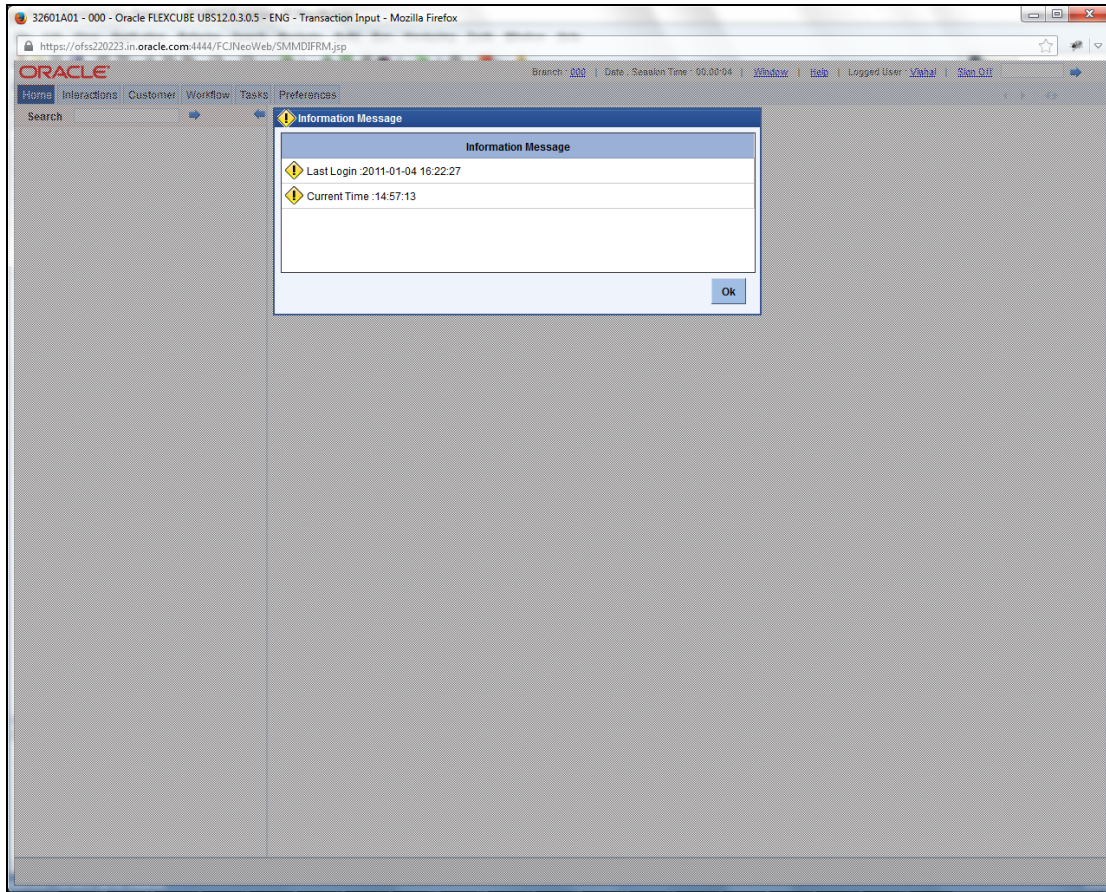 32601A01 - 000 - Oracle FLEXCUBE UBS12.0.3.0.5 - ENG - Transaction Input - Mozilla Firefox
https://ofss220223.in.oracle.com:4444/FCJNeoWeb/SMMDIFRM.jsp
ORACLE
Branch : 000 | Date : Session Time : 00:00:04 | Window | Help | Logged User : Vishal | Sign Off
Home Interactions Customer Workflow Tasks Preferences
Search
Information Message
Information Message
Last Login :2011-01-04 16:22:27
Current Time :14:57:13
Ok